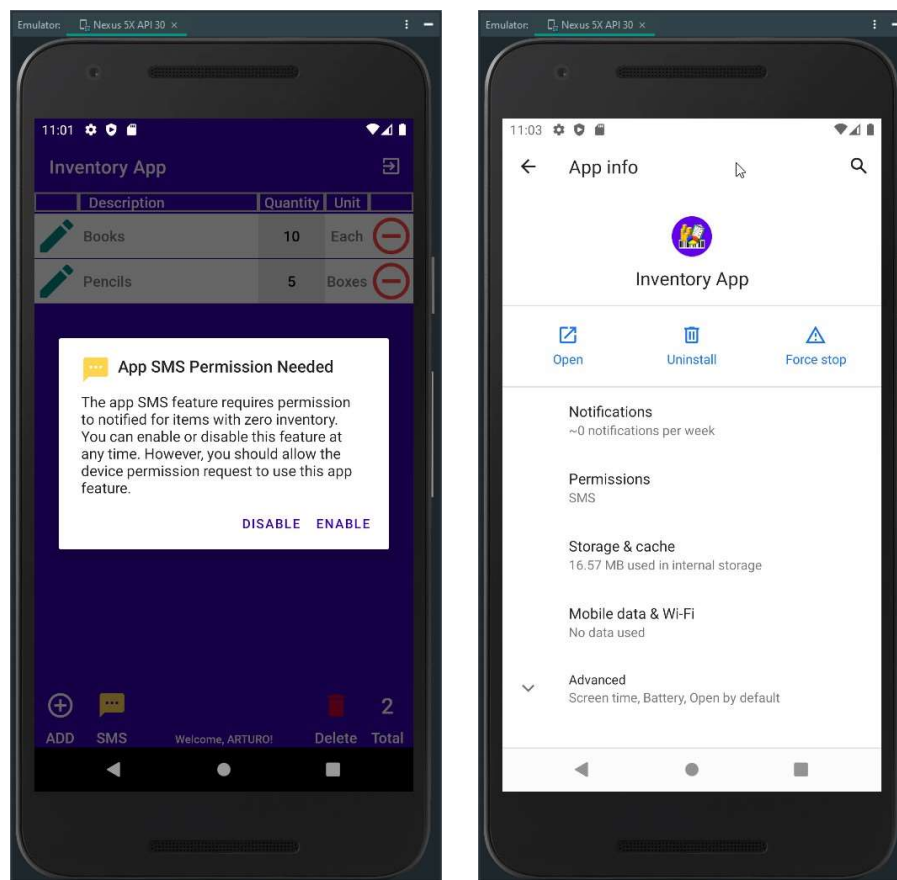 Emulator: Nexus 5X API 30 ×
11:01
Inventory App
Description Quantity Unit
Books 10 Each
Pencils 5 Boxes
App SMS Permission Needed
The app SMS feature requires permission
to notified for items with zero inventory.
You can enable or disable this feature at
any time. However, you should allow the
device permission request to use this app
feature.
DISABLE ENABLE
2
ADD SMS Welcome, ARTURO! Delete Total
Emulator: Nexus 5X API 30 ×
11:03
App info
Inventory App
Open Uninstall Force stop
Notifications
~0 notifications per week
Permissions
SMS
Storage & cache
16.57 MB used in internal storage
Mobile data & Wi-Fi
No data used
Advanced
Screen time, Battery, Open by default